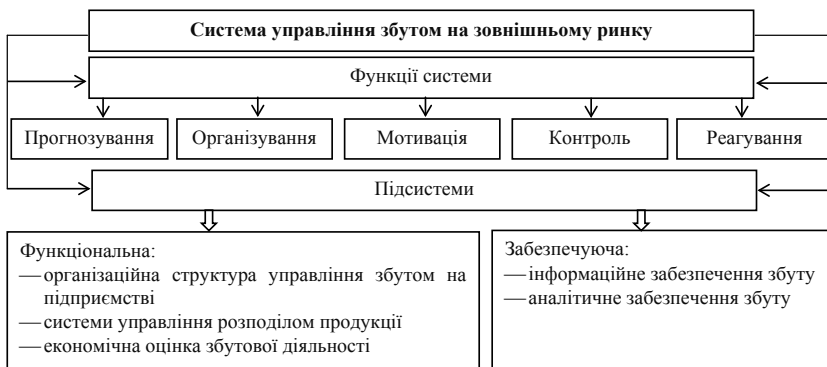 Система управління збутом на зовнішньому ринку
Функції системи
Прогнозування
Організування
Мотивація
Контроль
Реагування
Підсистеми
Функціональна:
— організаційна структура управління збутом на
підприємстві
— системи управління розподілом продукції
— економічна оцінка збутової діяльності
Забезпечуюча:
— інформаційне забезпечення збуту
— аналітичне забезпечення збуту